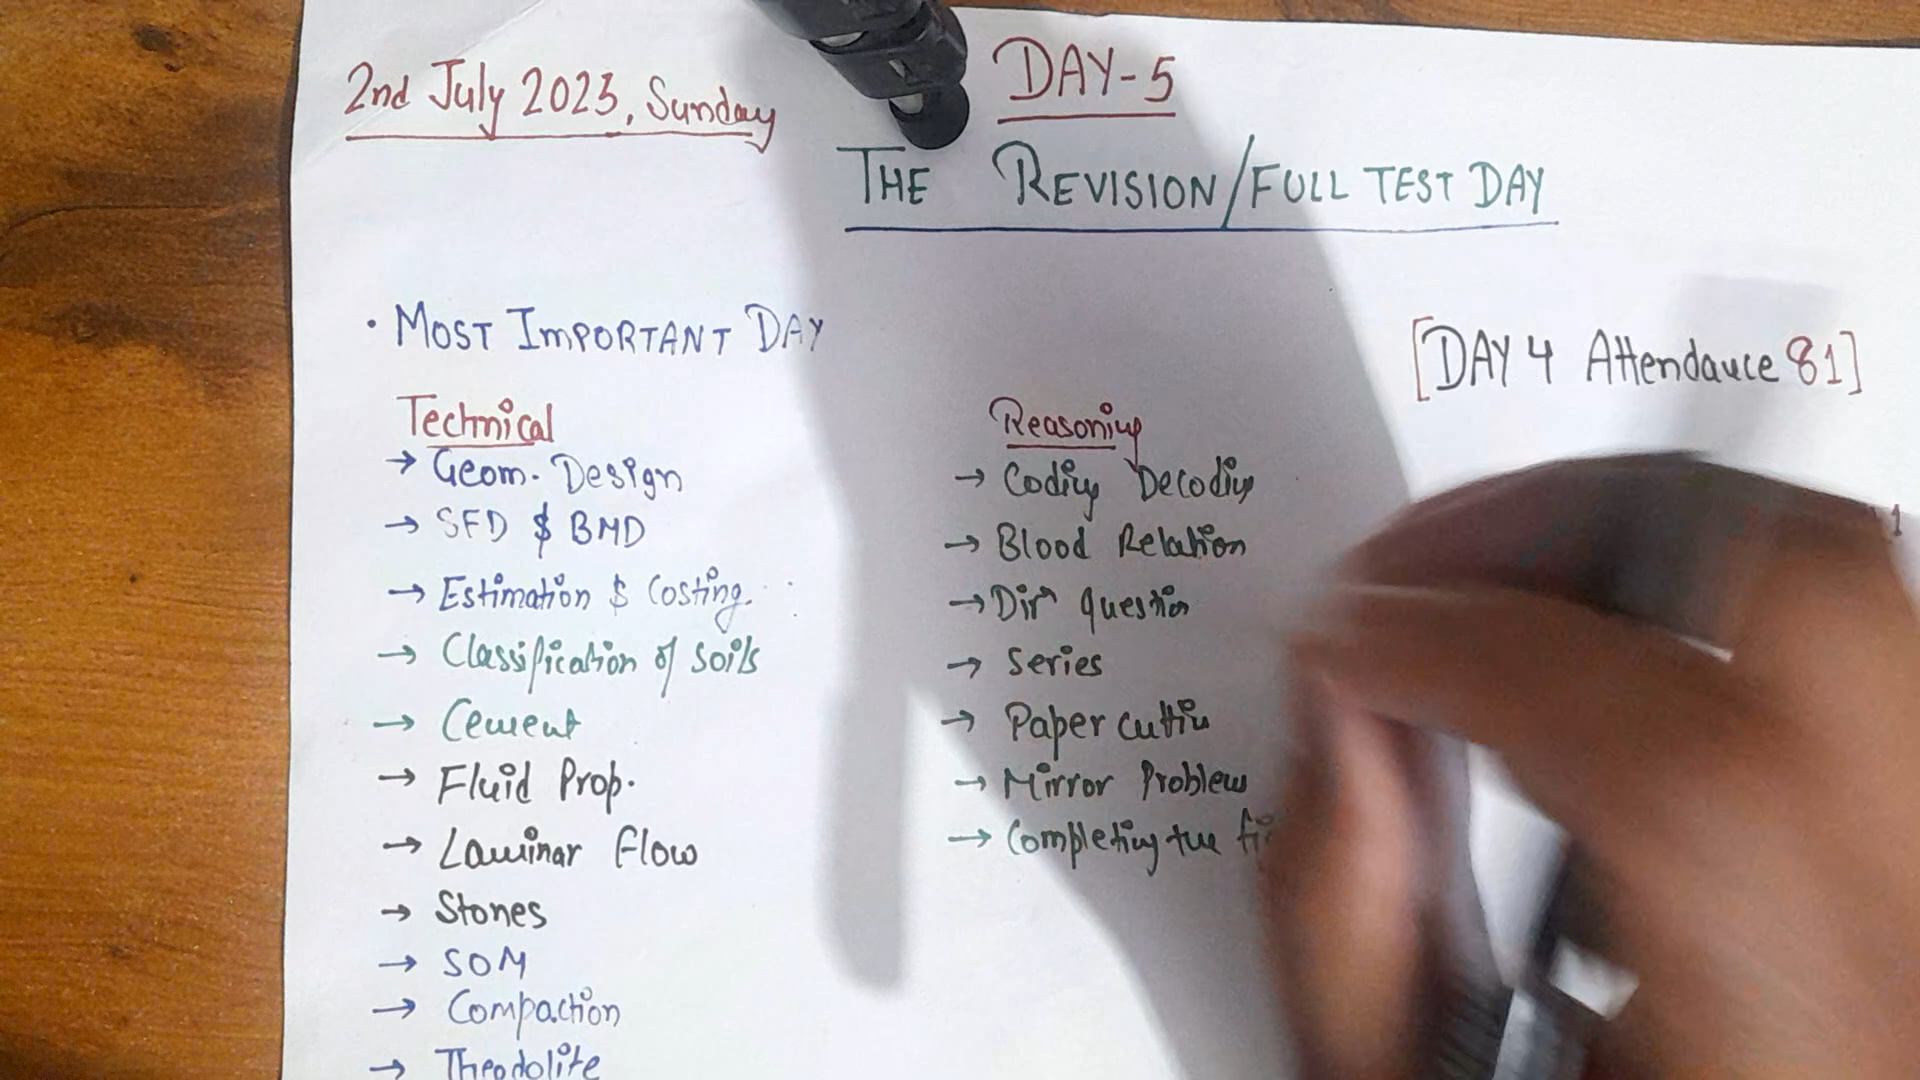 2nd July 2023, Sunday
DAY-5
THE REVISION/FULL TEST DAY
• MOST IMPORTANT DAY
[DAY 4 Attendance 81]
Technical
→ Geom. Design
→ SFD & BMD
→ Estimation & Costing.
→ Classification of Soils
→ Cement
→ Fluid Prop.
→ Laminar Flow
→ Stones
→ SOM
→ Compaction
→ Theodolite
Reasoning
→ Coding Decoding
→ Blood Relation
→ Dirn question
→ Series
→ Paper cutting
→ Mirror Problem
→ Completing the